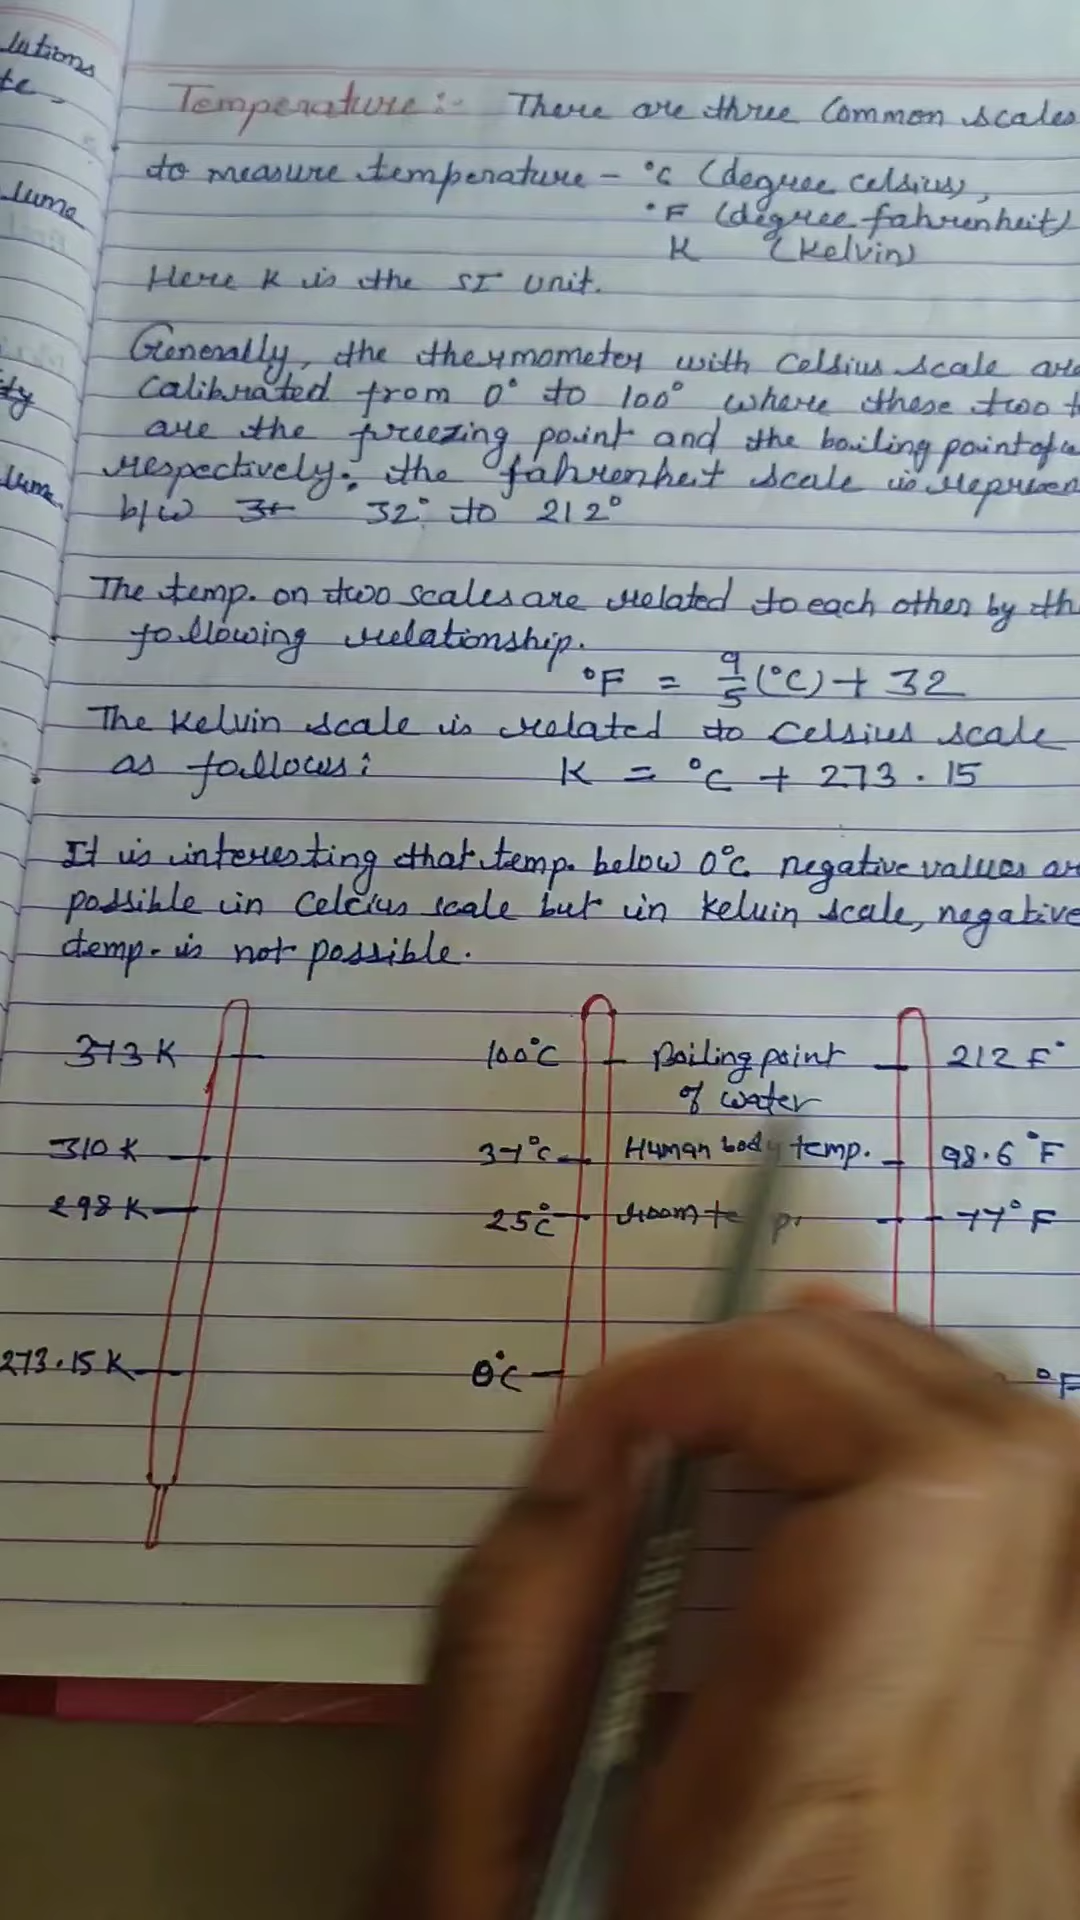 lutions
te.
lume
ity
lume
Temperature :- There are three Common scales
to measure temperature - °C (degree celsius),
°F (degree fahrenheit)
K (Kelvin)
Here K is the SI unit.
Generally, the thermometer with Celsius scale are
calibrated from 0° to 100° where these two t
are the freezing point and the boiling point of w
respectively. the fahrenheit scale is represen
b/w 32° to 212°
The temp. on two scales are related to each other by th
following relationship.
°F = 9/5 (°C) + 32
The Kelvin scale is related to Celsius scale
as follows: K = °C + 273.15
It is interesting that temp. below 0°C negative values ar
possible in Celcius scale but in Kelvin scale, negative
temp. is not possible.
373 K 100°C Boiling point 212 F°
of water
310 K 37°C Human body temp. 98.6°F
298 K 25°C room 77°F
273.15 K 0°C °F